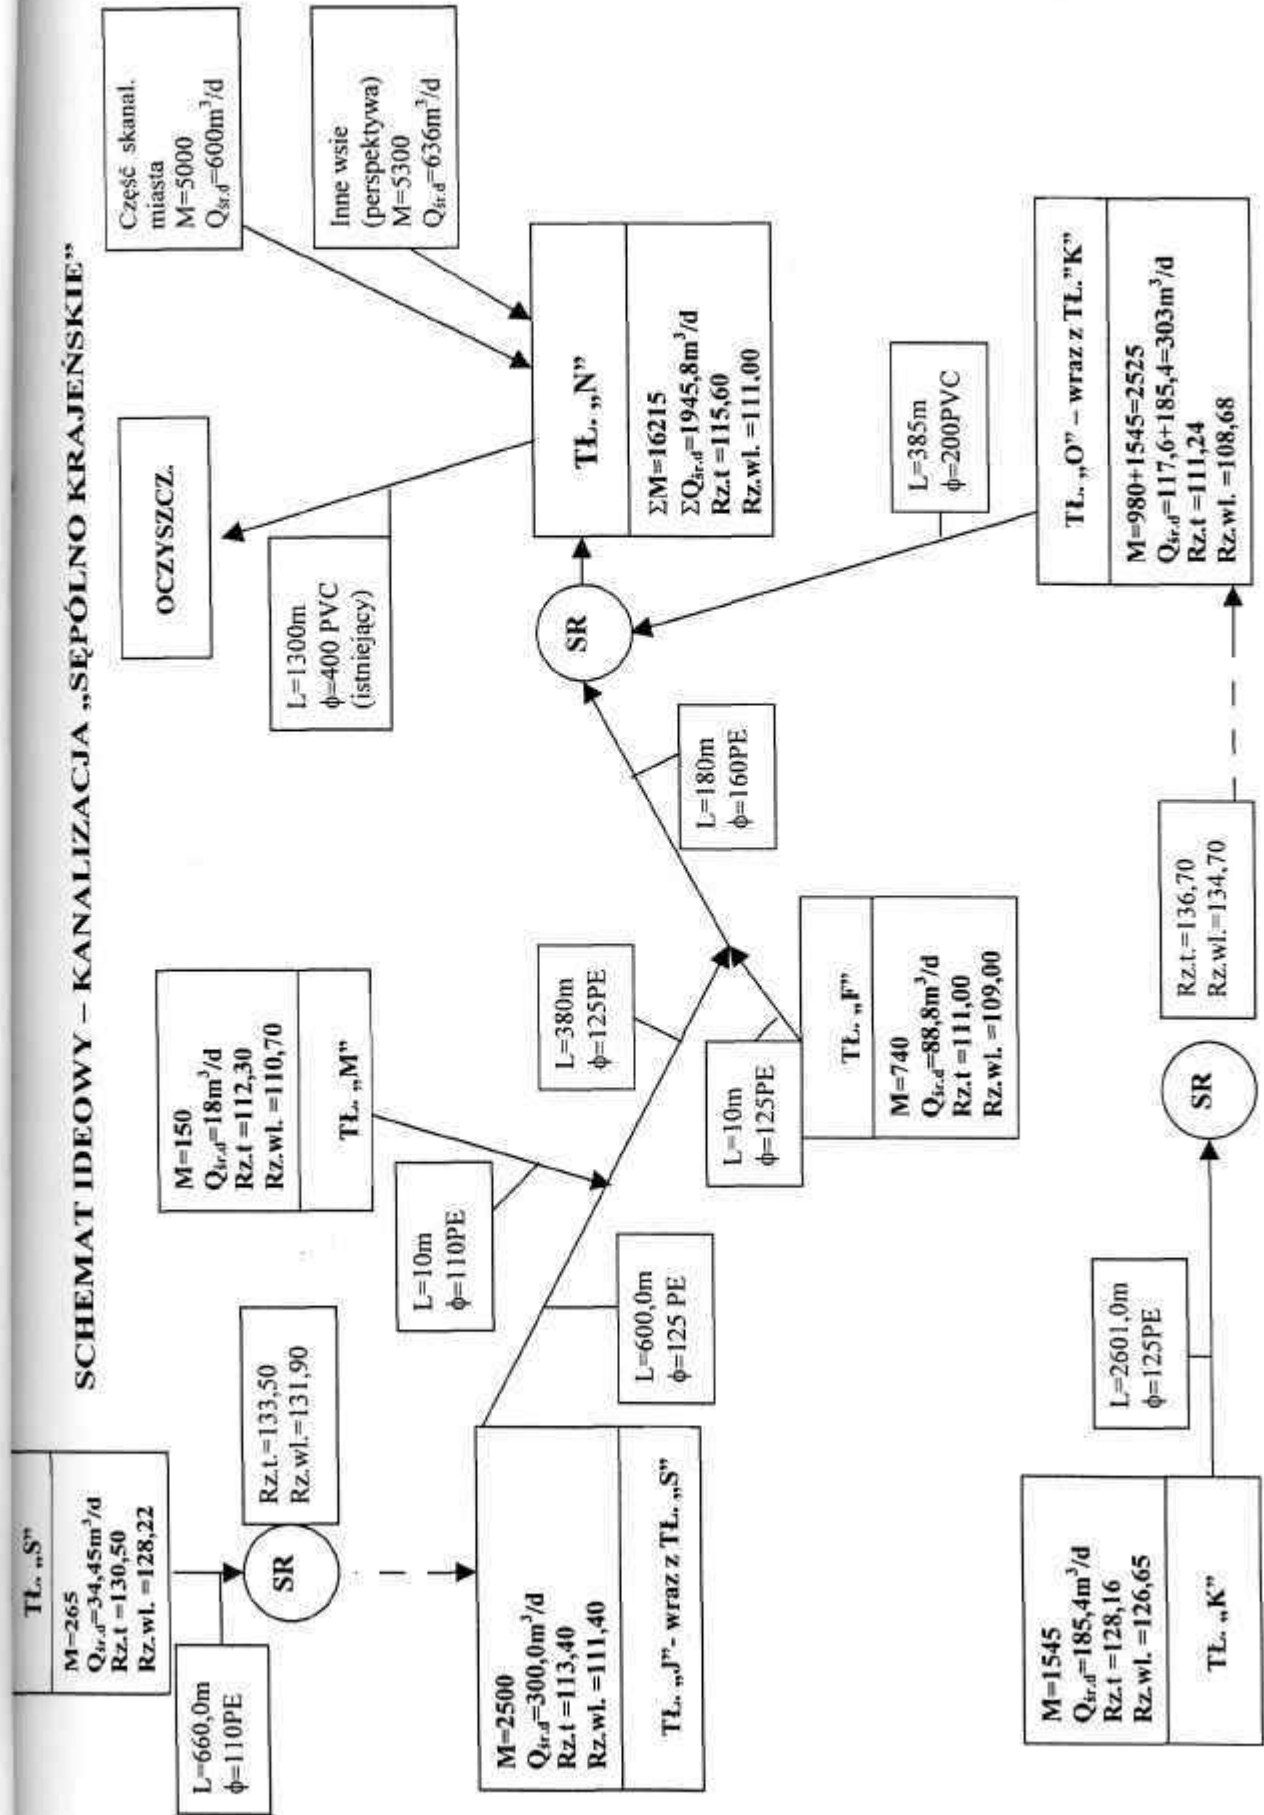 SCHEMAT IDEOWY – KANALIZACJA „SĘPÓLNO KRAJEŃSKIE”
TŁ. „S”
M=265
Qśr.d=34,45m³/d
Rz.t =130,50
Rz.wl. =128,22
L=660,0m
ϕ=110PE
SR
Rz.t.=133,50
Rz.wl.=131,90
M=2500
Qśr.d=300,0m³/d
Rz.t =113,40
Rz.wl. =111,40
TŁ. „J”- wraz z TŁ. „S”
M=150
Qśr.d=18m³/d
Rz.t =112,30
Rz.wl. =110,70
TŁ. „M”
L=10m
ϕ=110PE
L=600,0m
ϕ=125 PE
L=380m
ϕ=125PE
L=10m
ϕ=125PE
TŁ. „F”
M=740
Qśr.d=88,8m³/d
Rz.t =111,00
Rz.wl. =109,00
L=180m
ϕ=160PE
SR
OCZYSZCZ.
L=1300m
ϕ=400 PVC
(istniejący)
Część skanal.
miasta
M=5000
Qśr.d=600m³/d
Inne wsie
(perspektywa)
M=5300
Qśr.d=636m³/d
TŁ. „N”
ΣM=16215
ΣQśr.d=1945,8m³/d
Rz.t =115,60
Rz.wl. =111,00
L=385m
ϕ=200PVC
TŁ. „O” – wraz z TŁ.”K”
M=980+1545=2525
Qśr.d=117,6+185,4=303m³/d
Rz.t =111,24
Rz.wl. =108,68
M=1545
Qśr.d=185,4m³/d
Rz.t =128,16
Rz.wl. =126,65
TŁ. „K”
L=2601,0m
ϕ=125PE
SR
Rz.t.=136,70
Rz.wl.=134,70